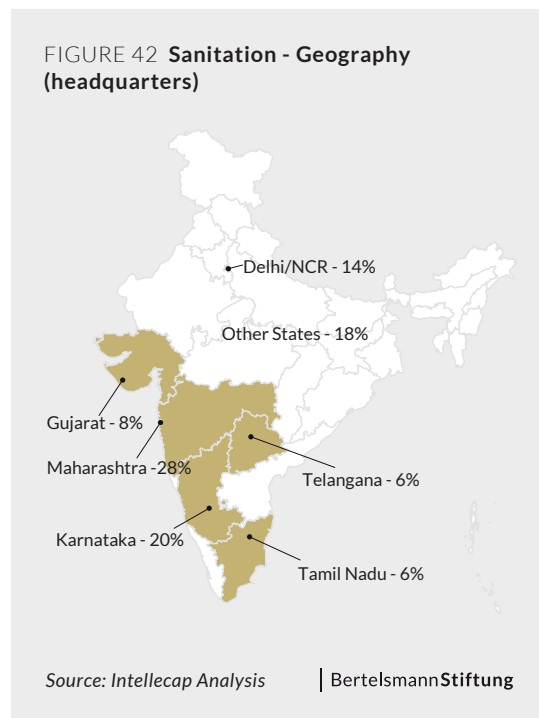 FIGURE 42 Sanitation - Geography
(headquarters)
Delhi/NCR - 14%
Other States - 18%
Gujarat - 8%
Maharashtra -28%
Telangana - 6%
Karnataka - 20%
Tamil Nadu - 6%
Source: Intellecap Analysis
BertelsmannStiftung